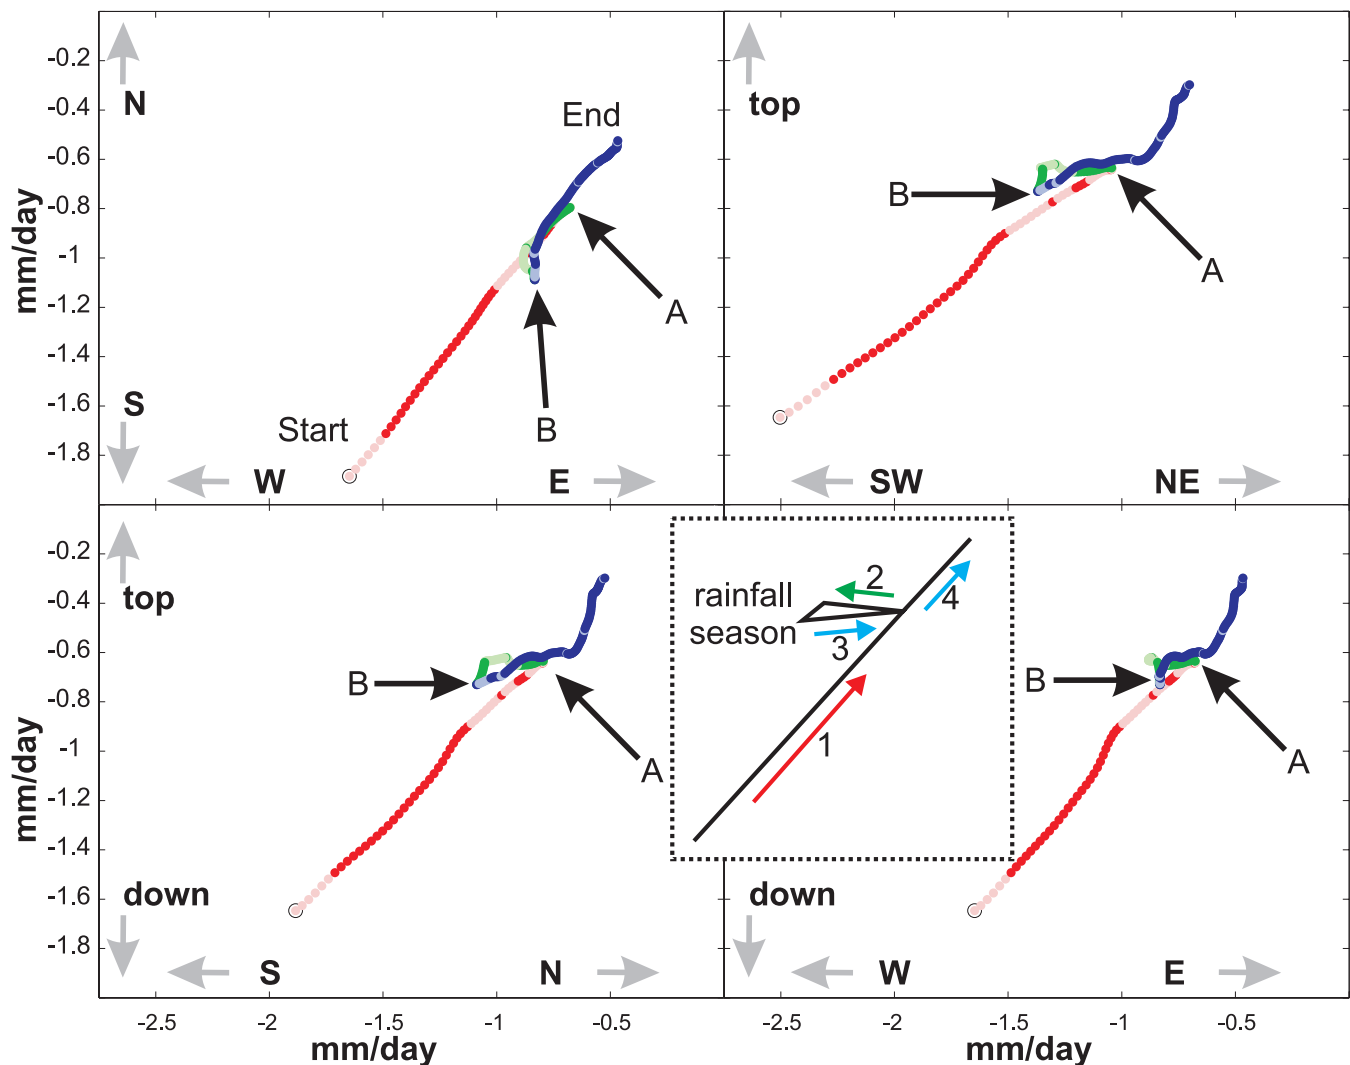 -0.2
-0.4
-0.6
-0.8
-1
-1.2
-1.4
-1.6
-1.8
mm/day
N
S
W
E
Start
End
A
B
top
SW
NE
B
A
-0.2
-0.4
-0.6
-0.8
-1
-1.2
-1.4
-1.6
-1.8
mm/day
top
down
S
N
B
A
-2.5
-2
-1.5
-1
-0.5
mm/day
rainfall
season
1
2
3
4
down
W
E
B
A
-2.5
-2
-1.5
-1
-0.5
mm/day